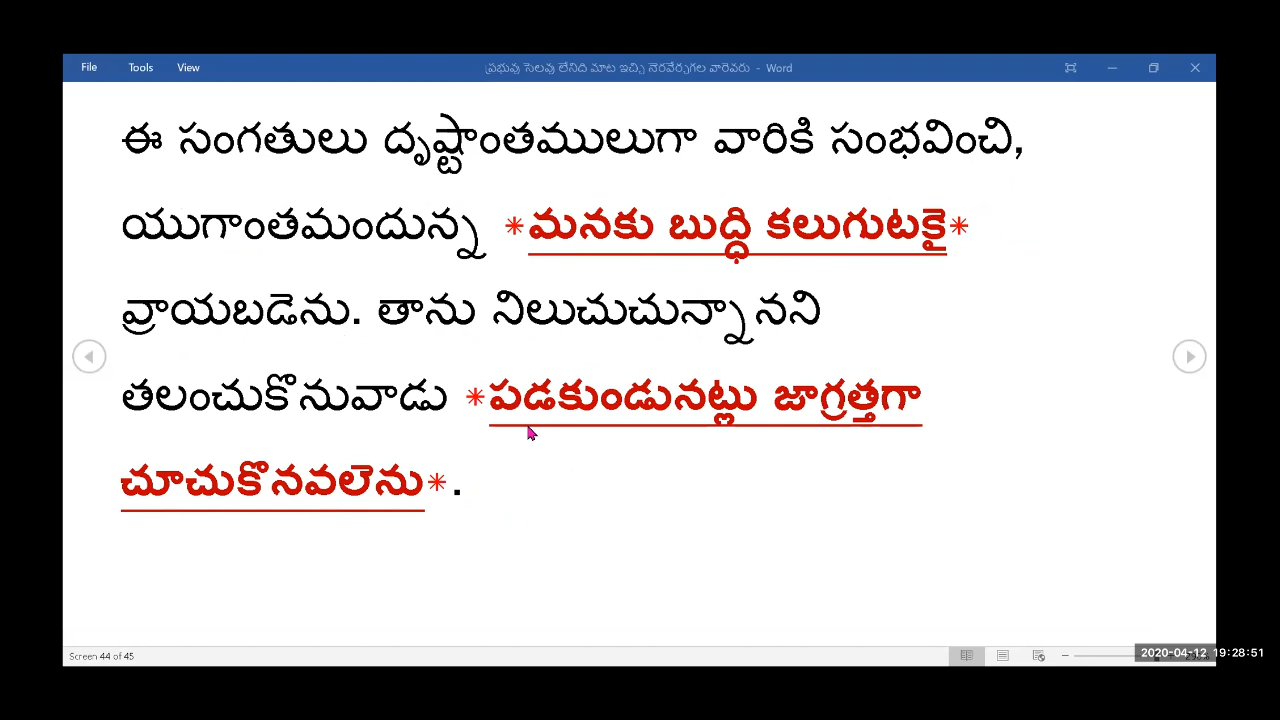 File Tools View ప్రభువు సెలవు లేనిది మాట ఇచ్చి నెరవేర్చగల వారెవరు - Word
ఈ సంగతులు దృష్టాంతములుగా వారికి సంభవించి,
యుగాంతమందున్న *మనకు బుద్ధి కలుగుటకై*
వ్రాయబడెను. తాను నిలుచుచున్నానని
తలంచుకొనువాడు *పడకుండునట్లు జాగ్రత్తగా
చూచుకొనవలెను*.
Screen 44 of 45
2020-04-12 19:28:51